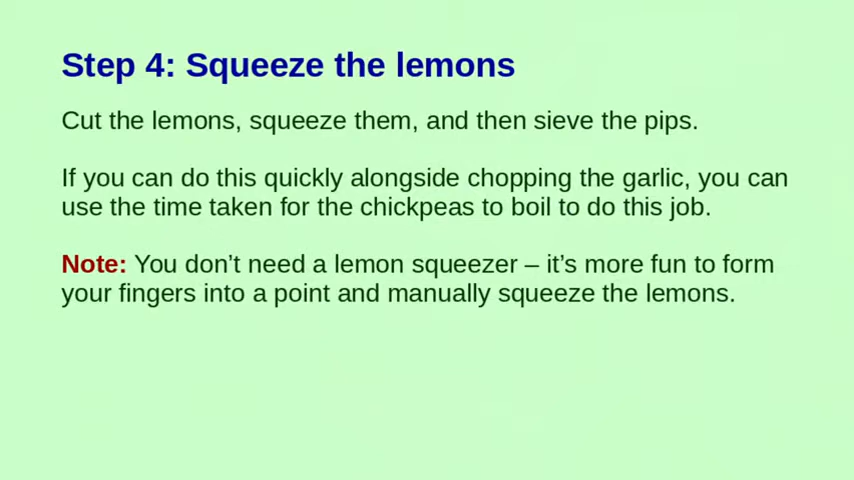 Step 4: Squeeze the lemons
Cut the lemons, squeeze them, and then sieve the pips.
If you can do this quickly alongside chopping the garlic, you can
use the time taken for the chickpeas to boil to do this job.
Note: You don’t need a lemon squeezer – it’s more fun to form
your fingers into a point and manually squeeze the lemons.